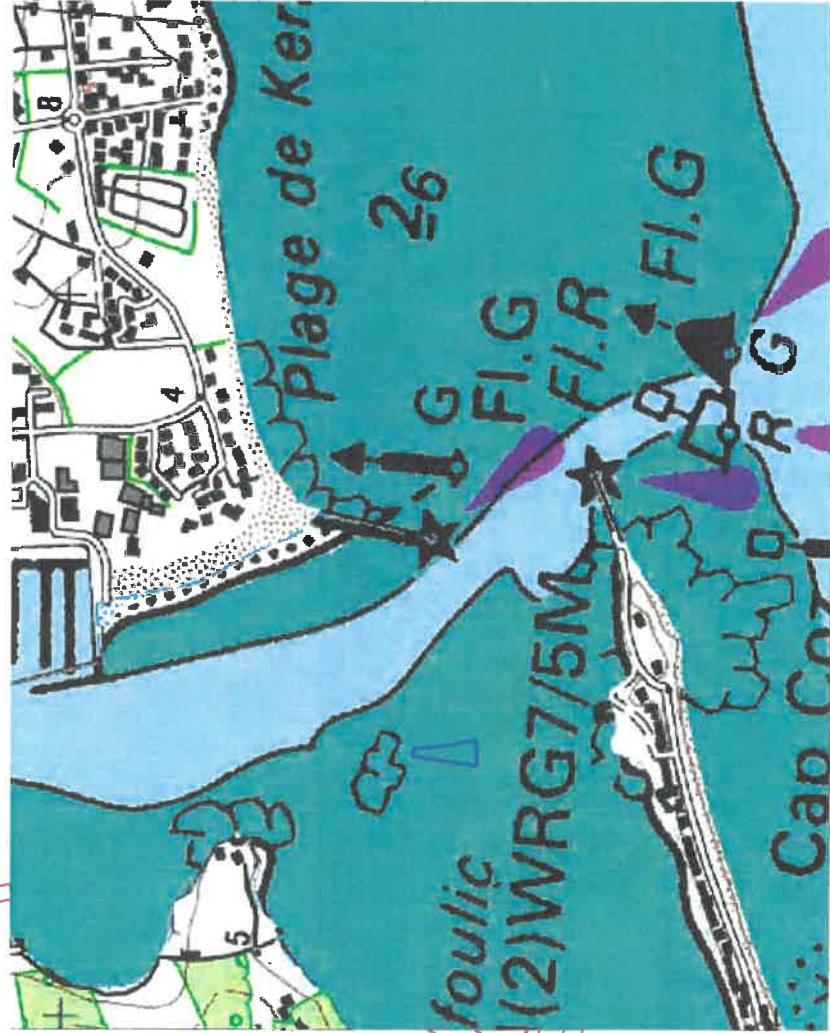 8
4
Plage de Ker
2 6
G
Fl.G
Fl.R
Fl.G
G
R
5
foulic
(2)WRG7/5M
Cap Coz